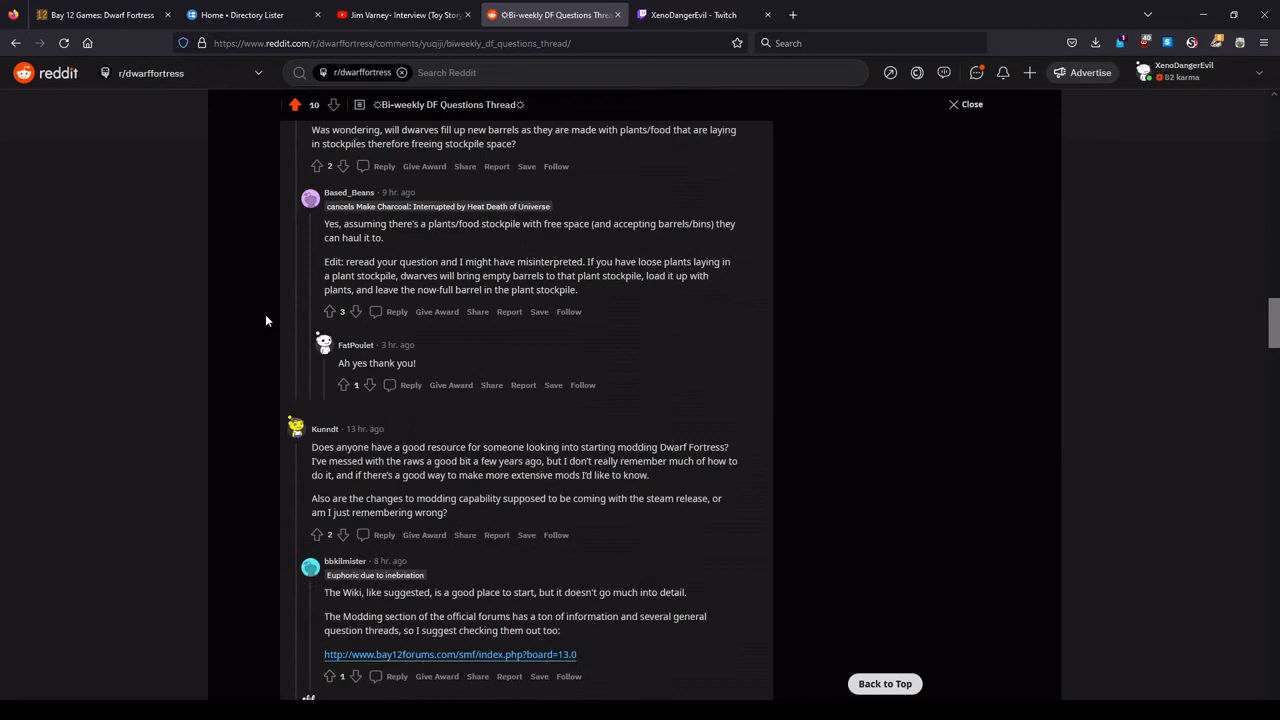 Bay 12 Games: Dwarf Fortress
Home • Directory Lister
Jim Varney- Interview (Toy Story
☼Bi-weekly DF Questions Threa
XenoDangerEvil - Twitch
https://www.reddit.com/r/dwarffortress/comments/yuqiji/biweekly_df_questions_thread/
Search
reddit
r/dwarffortress
r/dwarffortress
Search Reddit
Advertise
XenoDangerEvil
82 karma
10
☼Bi-weekly DF Questions Thread☼
Close
Was wondering, will dwarves fill up new barrels as they are made with plants/food that are laying
in stockpiles therefore freeing stockpile space?
2 Reply Give Award Share Report Save Follow
Based_Beans · 9 hr. ago
cancels Make Charcoal: Interrupted by Heat Death of Universe
Yes, assuming there's a plants/food stockpile with free space (and accepting barrels/bins) they
can haul it to.
Edit: reread your question and I might have misinterpreted. If you have loose plants laying in
a plant stockpile, dwarves will bring empty barrels to that plant stockpile, load it up with
plants, and leave the now-full barrel in the plant stockpile.
3 Reply Give Award Share Report Save Follow
FatPoulet · 3 hr. ago
Ah yes thank you!
1 Reply Give Award Share Report Save Follow
Kunndt · 13 hr. ago
Does anyone have a good resource for someone looking into starting modding Dwarf Fortress?
I've messed with the raws a good bit a few years ago, but I don't really remember much of how to
do it, and if there's a good way to make more extensive mods I'd like to know.
Also are the changes to modding capability supposed to be coming with the steam release, or
am I just remembering wrong?
2 Reply Give Award Share Report Save Follow
bbkilmister · 8 hr. ago
Euphoric due to inebriation
The Wiki, like suggested, is a good place to start, but it doesn't go much into detail.
The Modding section of the official forums has a ton of information and several general
question threads, so I suggest checking them out too:
http://www.bay12forums.com/smf/index.php?board=13.0
1 Reply Give Award Share Report Save Follow
Back to Top